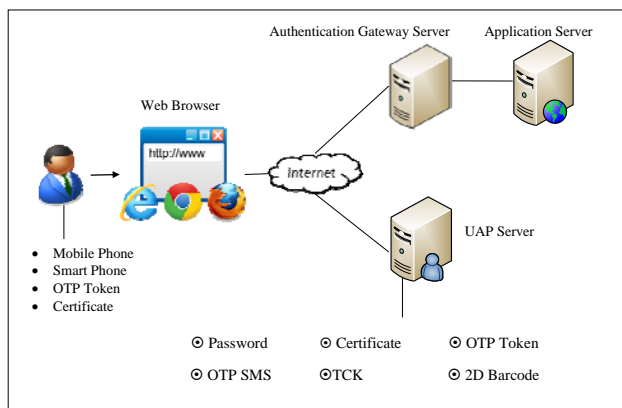 Authentication Gateway Server
Application Server
Web Browser
http://www
Internet
UAP Server
• Mobile Phone
• Smart Phone
• OTP Token
• Certificate
⊙ Password ⊙ Certificate ⊙ OTP Token
⊙ OTP SMS ⊙TCK ⊙ 2D Barcode